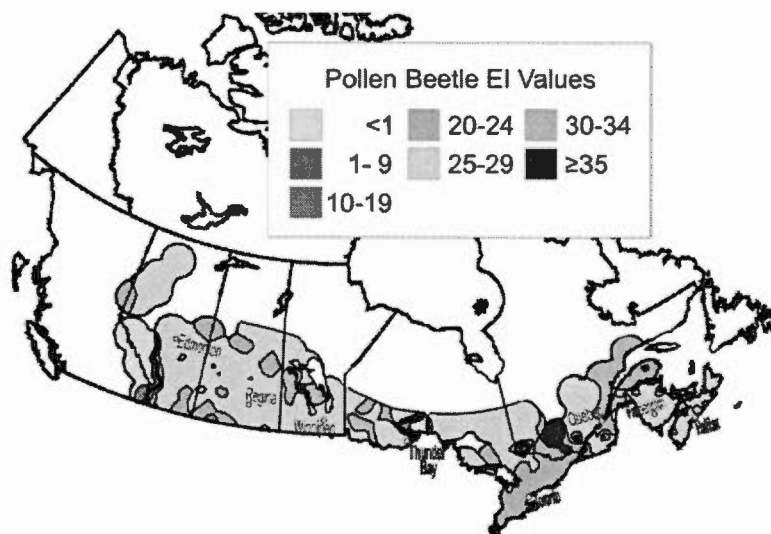 Pollen Beetle EI Values
<1 20-24 30-34
1- 9 25-29 ≥35
10-19
Edmonton
Regina
Winnipeg
Thunder
Bay
Quebec
Halifax